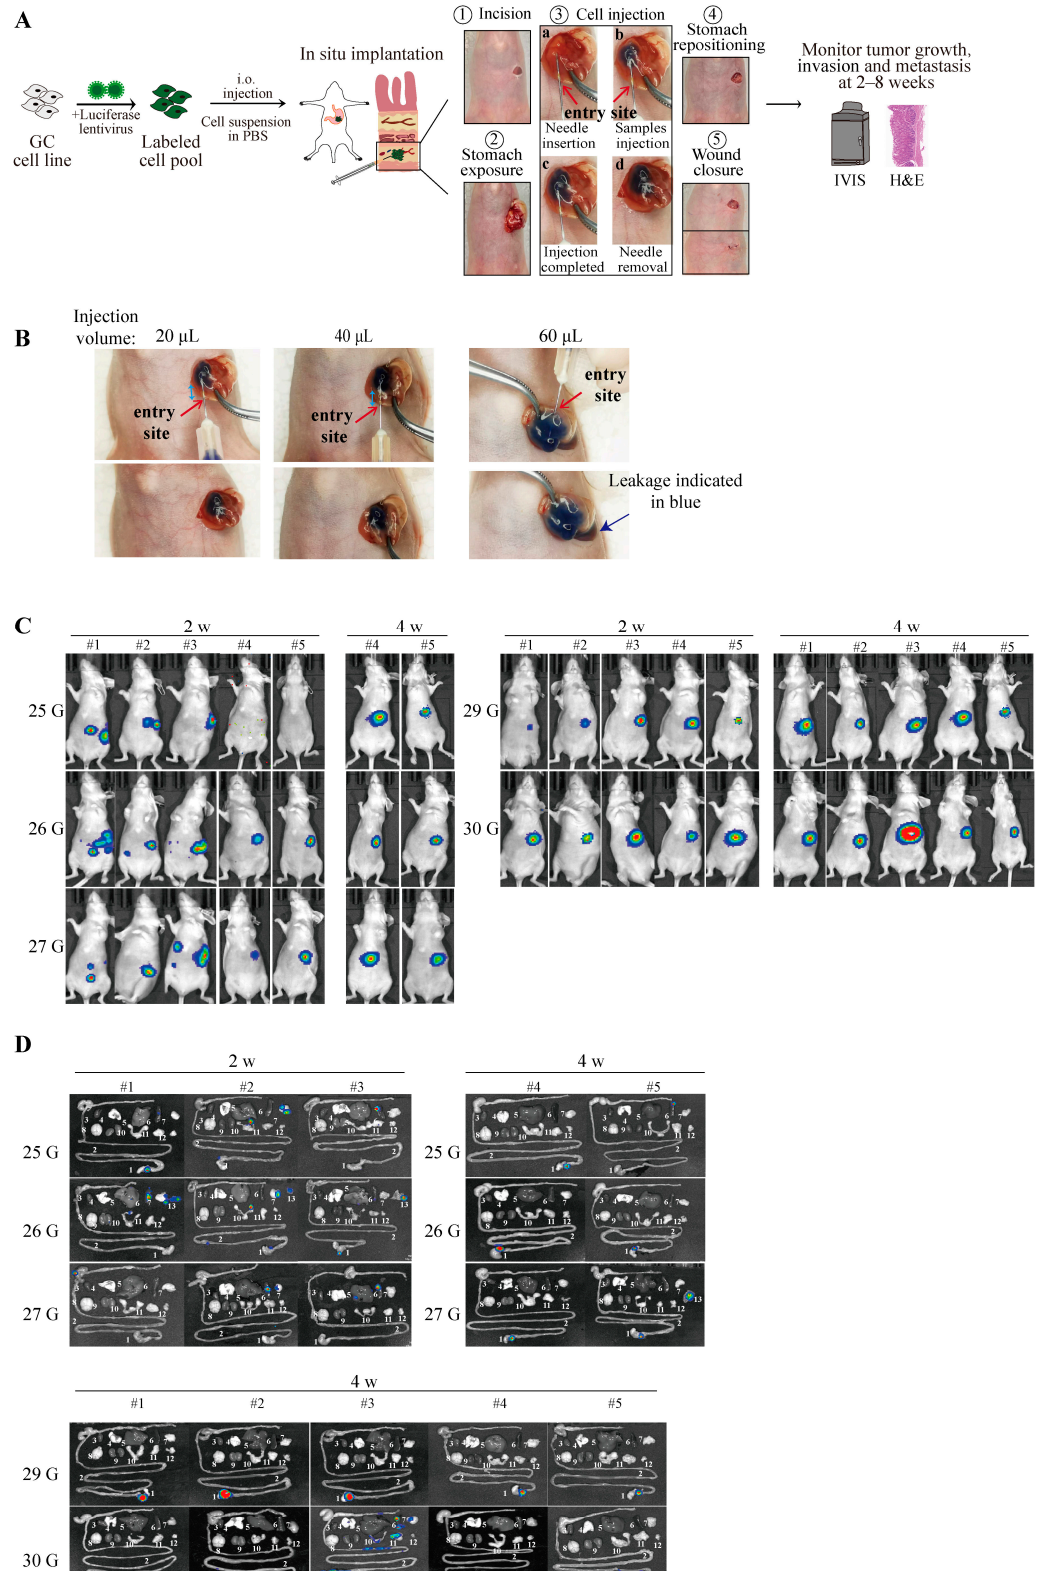 A
GC
cell line
+Luciferase
lentivirus
Labeled
cell pool
i.o.
injection
Cell suspension
in PBS
In situ implantation
1 Incision
2
Stomach
exposure
3 Cell injection
a
b
entry site
Needle
insertion
Samples
injection
c
d
Injection
completed
Needle
removal
4
Stomach
repositioning
5
Wound
closure
Monitor tumor growth,
invasion and metastasis
at 2–8 weeks
IVIS
H&E
B
Injection
volume:
20 μL
40 μL
60 μL
entry
site
entry
site
entry
site
Leakage indicated
in blue
C
2 w
4 w
2 w
4 w
#1 #2 #3 #4 #5
#4 #5
#1 #2 #3 #4 #5
#1 #2 #3 #4 #5
25 G
26 G
27 G
29 G
30 G
D
2 w
4 w
#1 #2 #3
#4 #5
25 G
26 G
27 G
25 G
26 G
27 G
4 w
#1 #2 #3 #4 #5
29 G
30 G